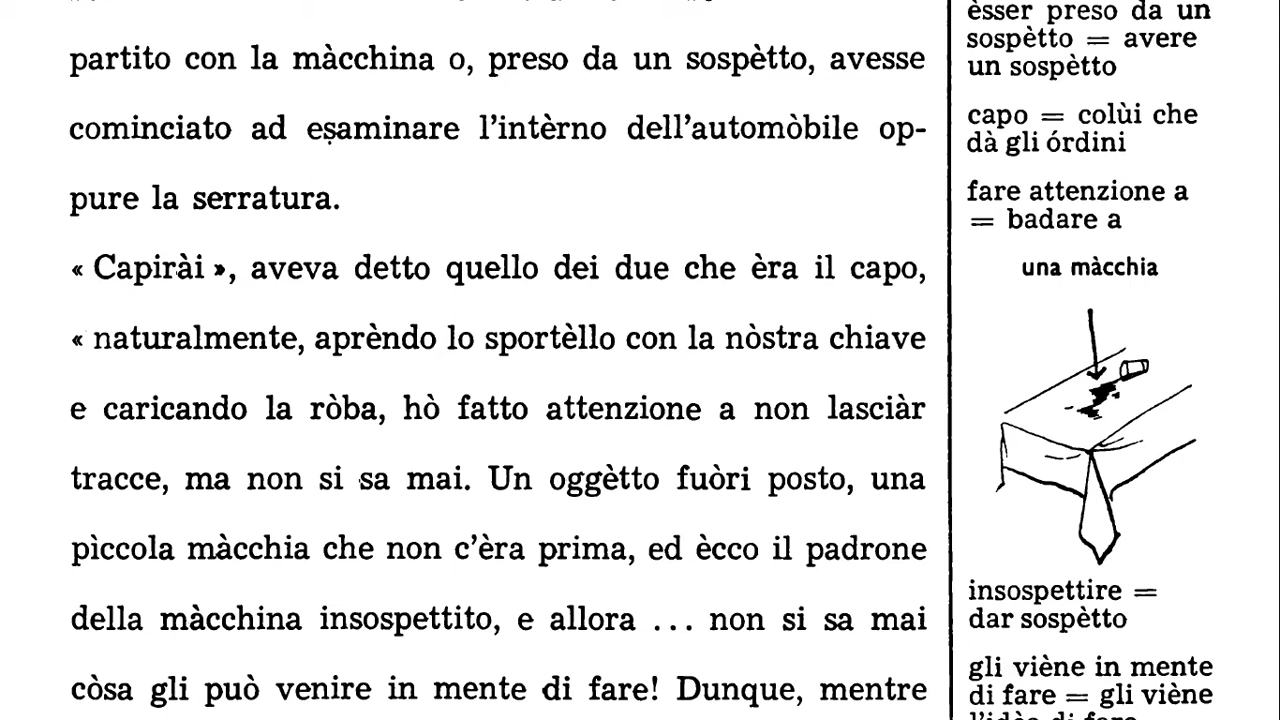 partito con la màcchina o, preso da un sospètto, avesse
cominciato ad eṣaminare l'intèrno dell'automòbile op-
pure la serratura.
« Capirài », aveva detto quello dei due che èra il capo,
« naturalmente, aprèndo lo sportèllo con la nòstra chiave
e caricando la ròba, hò fatto attenzione a non lasciàr
tracce, ma non si sa mai. Un oggètto fuòri posto, una
pìccola màcchia che non c'èra prima, ed ècco il padrone
della màcchina insospettito, e allora ... non si sa mai
còsa gli può venire in mente di fare! Dunque, mentre
èsser preso da un
sospètto = avere
un sospètto
capo = colùi che
dà gli órdini
fare attenzione a
= badare a
una màcchia
insospettire =
dar sospètto
gli viène in mente
di fare = gli viène
l'idèa di fare